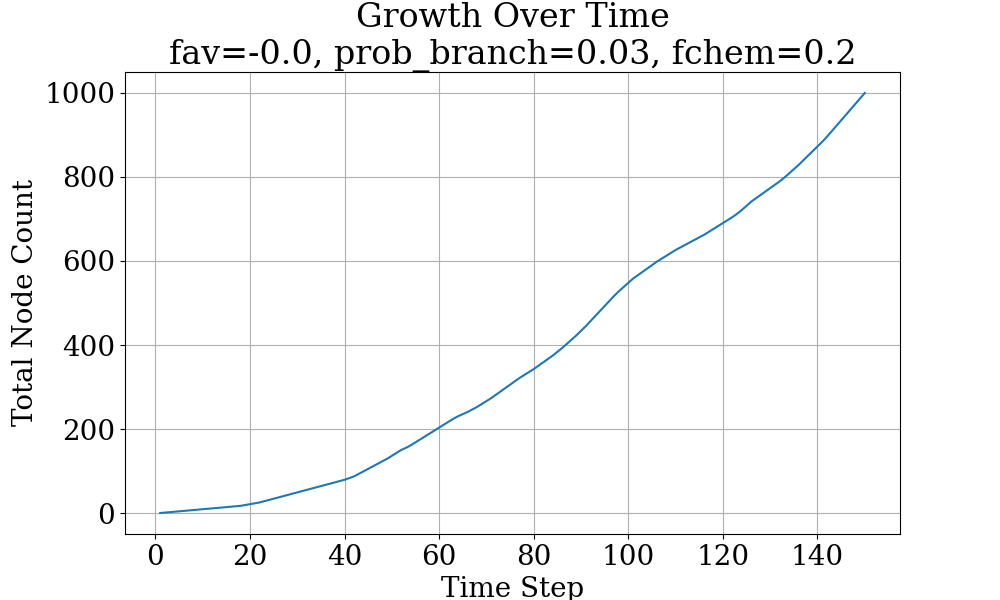 Growth Over Time
fav=-0.0, prob_branch=0.03, fchem=0.2
Total Node Count
1000
800
600
400
200
0
0 20 40 60 80 100 120 140
Time Step